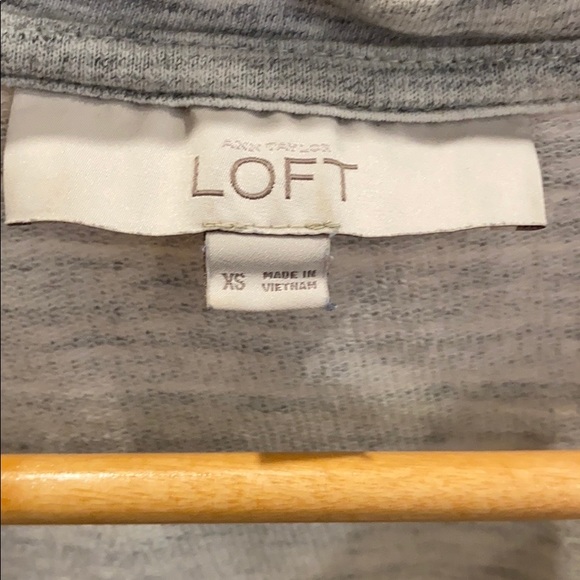 ANN TAYLOR
LOFT
XS
MADE IN
VIETNAM